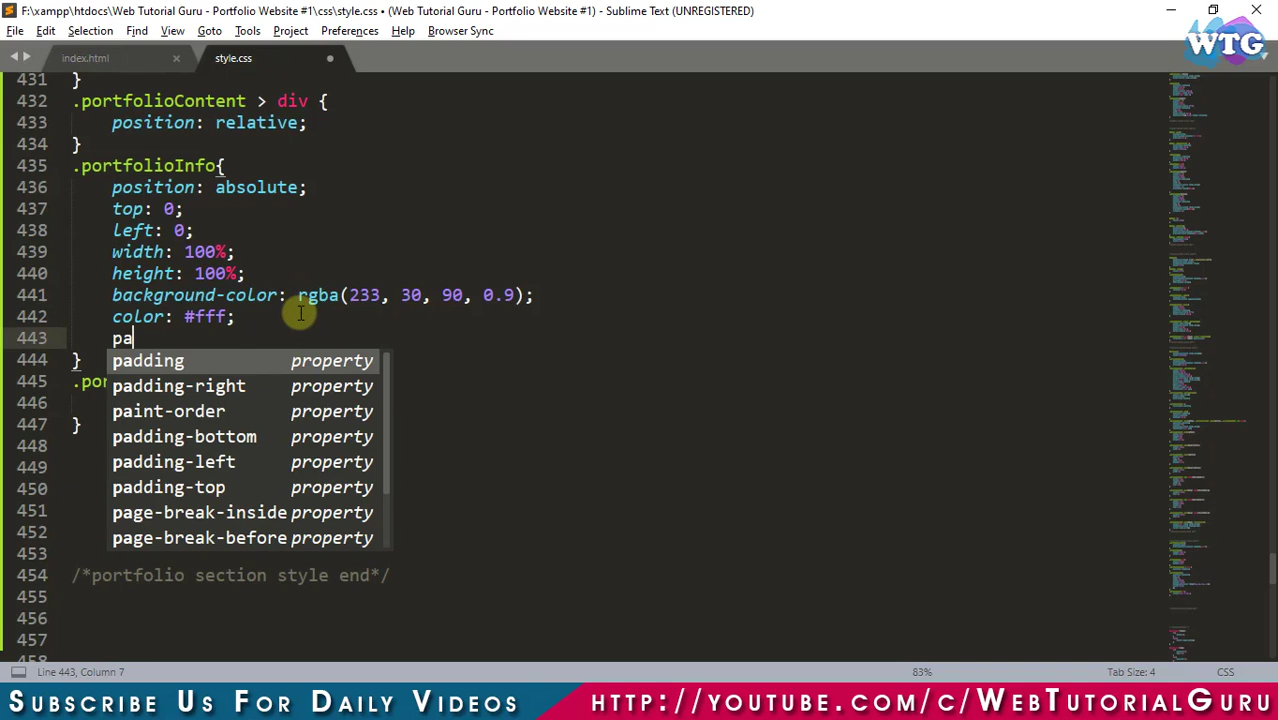 F:\xampp\htdocs\Web Tutorial Guru - Portfolio Website #1\css\style.css • (Web Tutorial Guru - Portfolio Website #1) - Sublime Text (UNREGISTERED)
File Edit Selection Find View Goto Tools Project Preferences Help Browser Sync
WTG
index.html style.css
431 }
432 .portfolioContent > div {
433 position: relative;
434 }
435 .portfolioInfo{
436 position: absolute;
437 top: 0;
438 left: 0;
439 width: 100%;
440 height: 100%;
441 background-color: rgba(233, 30, 90, 0.9);
442 color: #fff;
443 pa
444 } padding property
445 .por padding-right property
446 paint-order property
447 } padding-bottom property
448 padding-left property
449
450 padding-top property
451 page-break-inside property
452 page-break-before property
453
454 /*portfolio section style end*/
455
456
457
458
Line 443, Column 7 83% Tab Size: 4 CSS
Subscribe Us For Daily Videos http://youtube.com/c/WebTutorialGuru